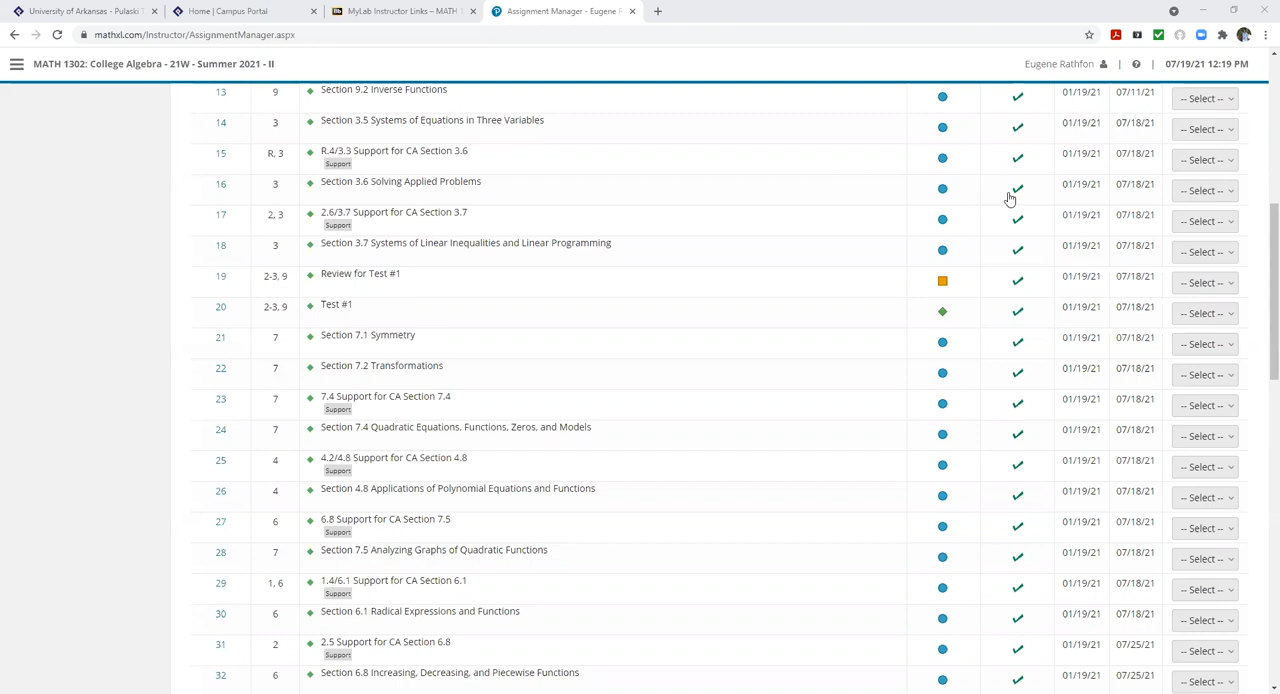 University of Arkansas - Pulaski T
Home | Campus Portal
MyLab Instructor Links – MATH
Assignment Manager - Eugene R
mathxl.com/Instructor/AssignmentManager.aspx
MATH 1302: College Algebra - 21W - Summer 2021 - II
Eugene Rathfon | 07/19/21 12:19 PM
13 9 Section 9.2 Inverse Functions 01/19/21 07/11/21 -- Select --
14 3 Section 3.5 Systems of Equations in Three Variables 01/19/21 07/18/21 -- Select --
15 R, 3 R.4/3.3 Support for CA Section 3.6 01/19/21 07/18/21 -- Select --
Support
16 3 Section 3.6 Solving Applied Problems 01/19/21 07/18/21 -- Select --
17 2, 3 2.6/3.7 Support for CA Section 3.7 01/19/21 07/18/21 -- Select --
Support
18 3 Section 3.7 Systems of Linear Inequalities and Linear Programming 01/19/21 07/18/21 -- Select --
19 2-3, 9 Review for Test #1 01/19/21 07/18/21 -- Select --
20 2-3, 9 Test #1 01/19/21 07/18/21 -- Select --
21 7 Section 7.1 Symmetry 01/19/21 07/18/21 -- Select --
22 7 Section 7.2 Transformations 01/19/21 07/18/21 -- Select --
23 7 7.4 Support for CA Section 7.4 01/19/21 07/18/21 -- Select --
Support
24 7 Section 7.4 Quadratic Equations, Functions, Zeros, and Models 01/19/21 07/18/21 -- Select --
25 4 4.2/4.8 Support for CA Section 4.8 01/19/21 07/18/21 -- Select --
Support
26 4 Section 4.8 Applications of Polynomial Equations and Functions 01/19/21 07/18/21 -- Select --
27 6 6.8 Support for CA Section 7.5 01/19/21 07/18/21 -- Select --
Support
28 7 Section 7.5 Analyzing Graphs of Quadratic Functions 01/19/21 07/18/21 -- Select --
29 1, 6 1.4/6.1 Support for CA Section 6.1 01/19/21 07/18/21 -- Select --
Support
30 6 Section 6.1 Radical Expressions and Functions 01/19/21 07/18/21 -- Select --
31 2 2.5 Support for CA Section 6.8 01/19/21 07/25/21 -- Select --
Support
32 6 Section 6.8 Increasing, Decreasing, and Piecewise Functions 01/19/21 07/25/21 -- Select --